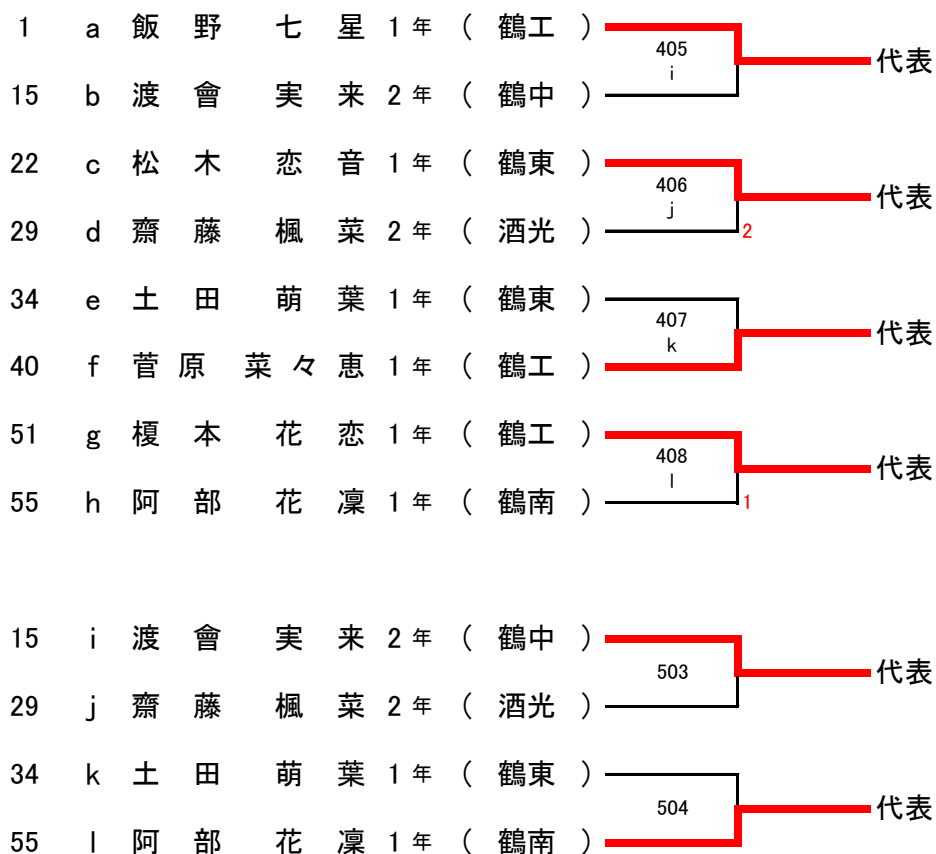 1 a 飯野 七星 1年 ( 鶴工 )
405
i
代表
15 b 渡會 実来 2年 ( 鶴中 )
22 c 松木 恋音 1年 ( 鶴東 )
406
j
代表
29 d 齋藤 楓菜 2年 ( 酒光 )
2
34 e 土田 萌葉 1年 ( 鶴東 )
407
k
代表
40 f 菅原 菜々恵 1年 ( 鶴工 )
51 g 榎本 花恋 1年 ( 鶴工 )
408
l
代表
55 h 阿部 花凜 1年 ( 鶴南 )
1
15 i 渡會 実来 2年 ( 鶴中 )
503
代表
29 j 齋藤 楓菜 2年 ( 酒光 )
34 k 土田 萌葉 1年 ( 鶴東 )
504
代表
55 l 阿部 花凜 1年 ( 鶴南 )